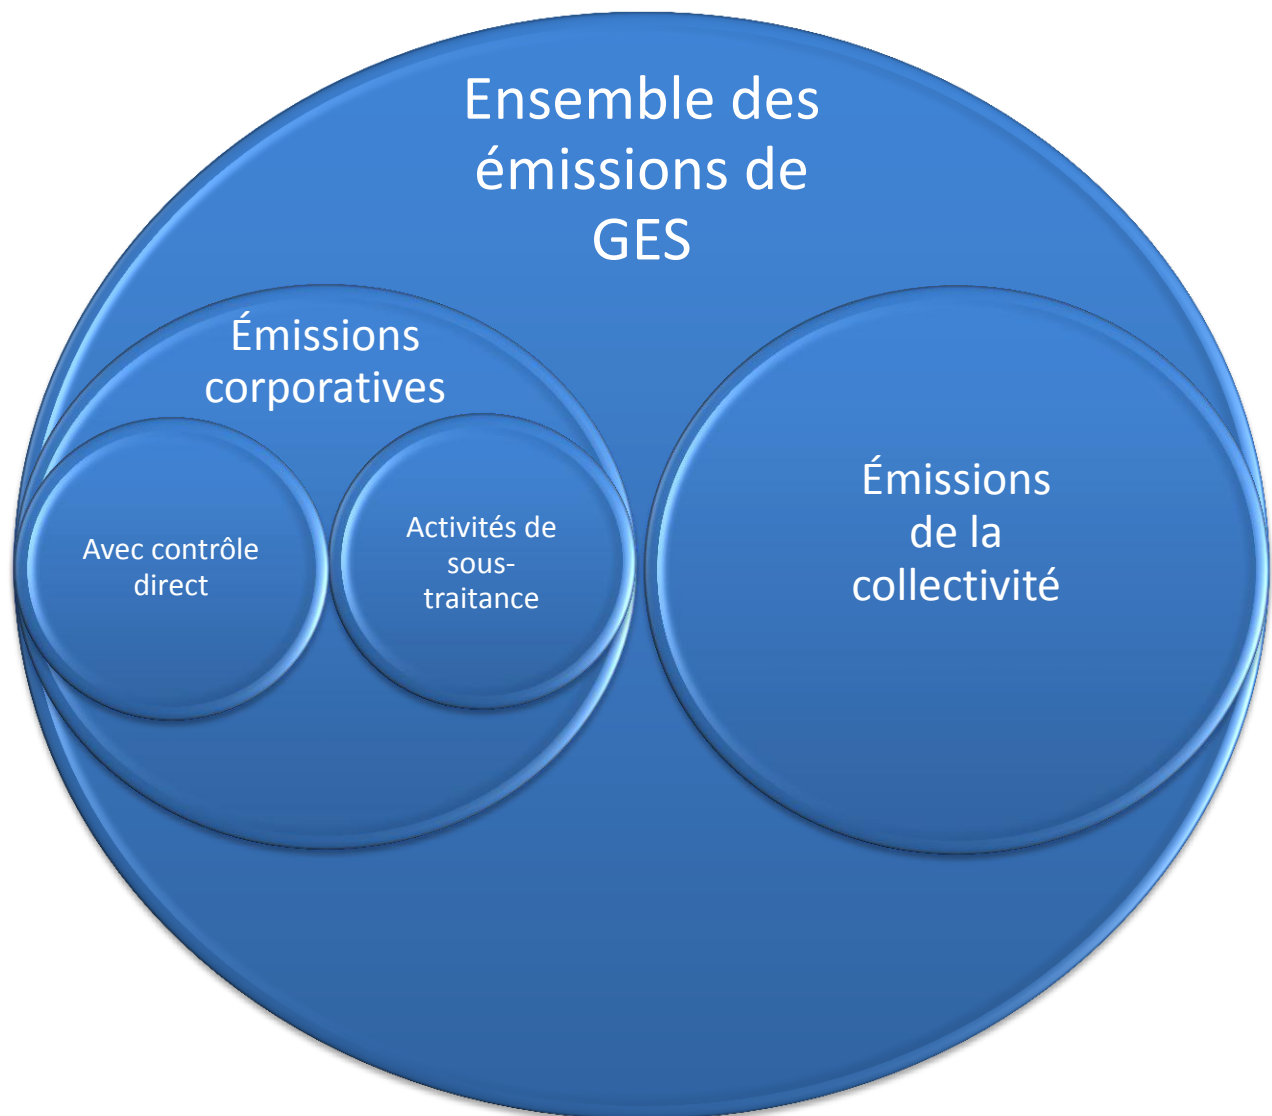 Ensemble des
émissions de
GES
Émissions
corporatives
Avec contrôle
direct
Activités de
sous-
traitance
Émissions
de la
collectivité